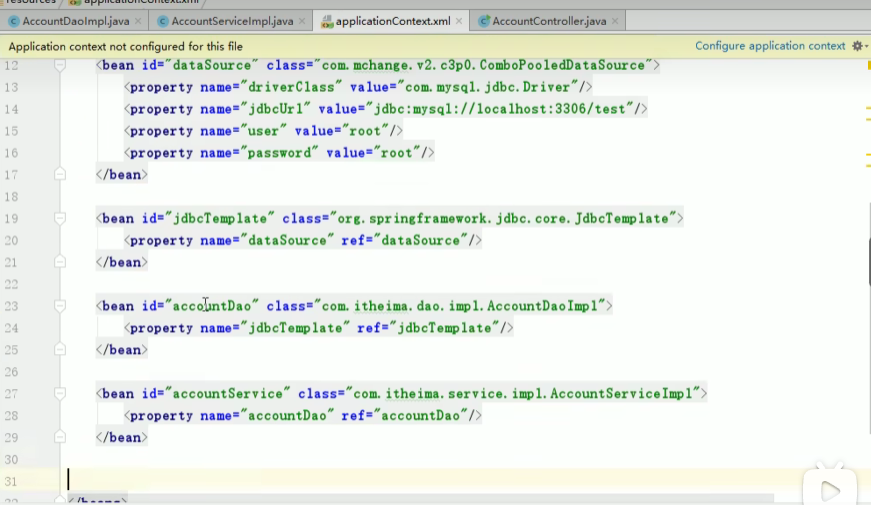 resources
applicationContext.xml
AccountDaoImpl.java × AccountServiceImpl.java × applicationContext.xml × AccountController.java ×
Application context not configured for this file Configure application context
12 <bean id="dataSource" class="com.mchange.v2.c3p0.ComboPooledDataSource">
13 <property name="driverClass" value="com.mysql.jdbc.Driver"/>
14 <property name="jdbcUrl" value="jdbc:mysql://localhost:3306/test"/>
15 <property name="user" value="root"/>
16 <property name="password" value="root"/>
17 </bean>
18
19 <bean id="jdbcTemplate" class="org.springframework.jdbc.core.JdbcTemplate">
20 <property name="dataSource" ref="dataSource"/>
21 </bean>
22
23 <bean id="accountDao" class="com.itheima.dao.impl.AccountDaoImpl">
24 <property name="jdbcTemplate" ref="jdbcTemplate"/>
25 </bean>
26
27 <bean id="accountService" class="com.itheima.service.impl.AccountServiceImpl">
28 <property name="accountDao" ref="accountDao"/>
29 </bean>
30
31
32 </beans>